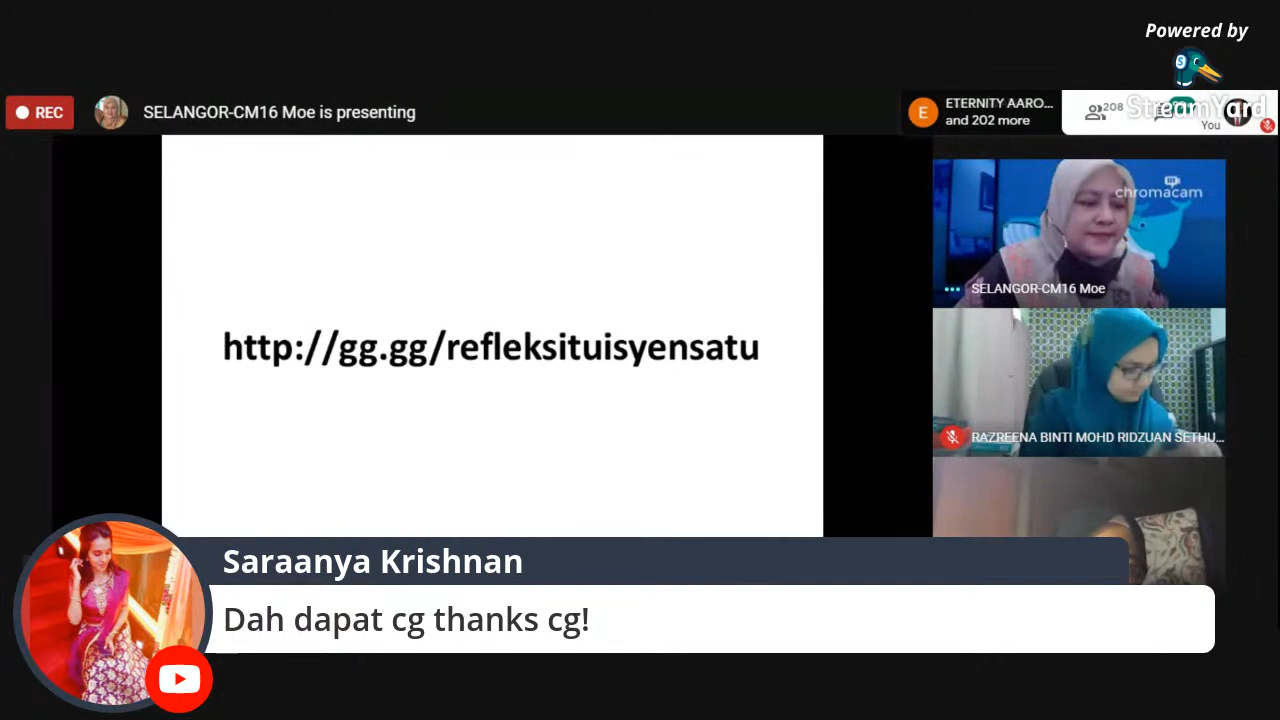 Powered by
StreamYard
REC
SELANGOR-CM16 Moe is presenting
E
ETERNITY AARO...
and 202 more
208
You
chromacam
SELANGOR-CM16 Moe
http://gg.gg/refleksituisyensatu
RAZREENA BINTI MOHD RIDZUAN SETHU...
Saraanya Krishnan
Dah dapat cg thanks cg!